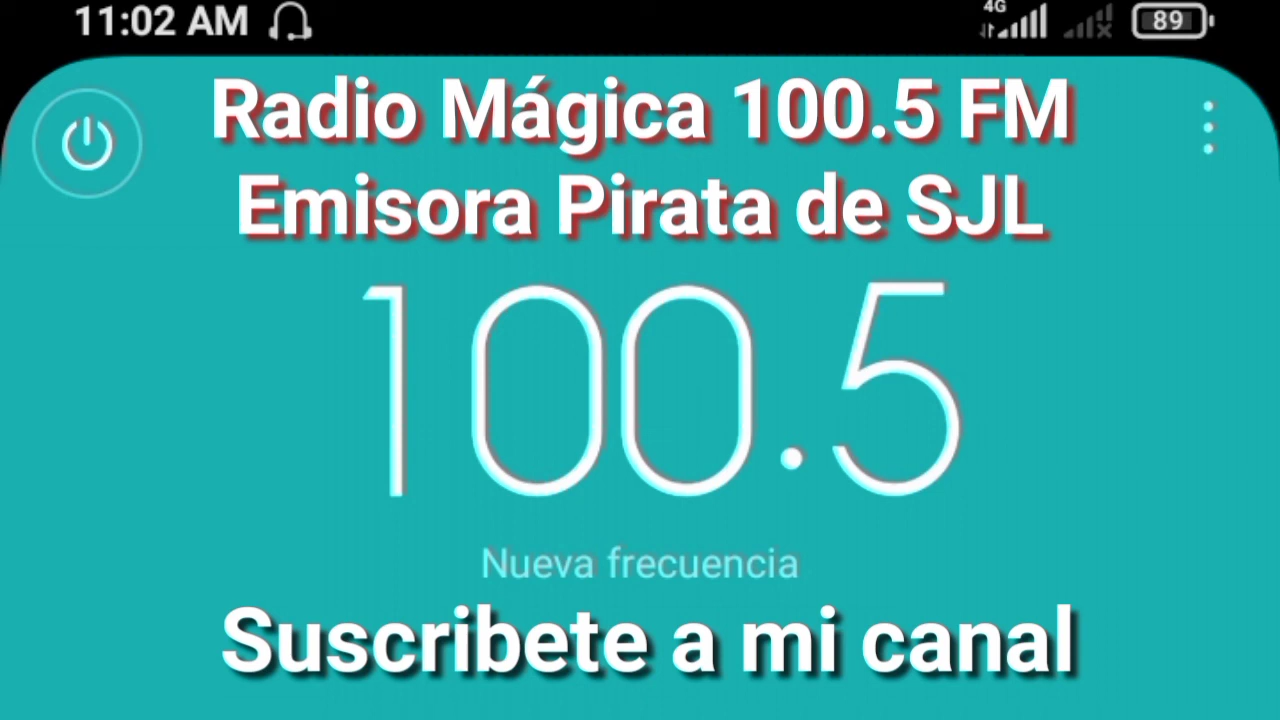 11:02 AM 4G 89
Radio Mágica 100.5 FM
Emisora Pirata de SJL
100.5
Nueva frecuencia
Suscribete a mi canal